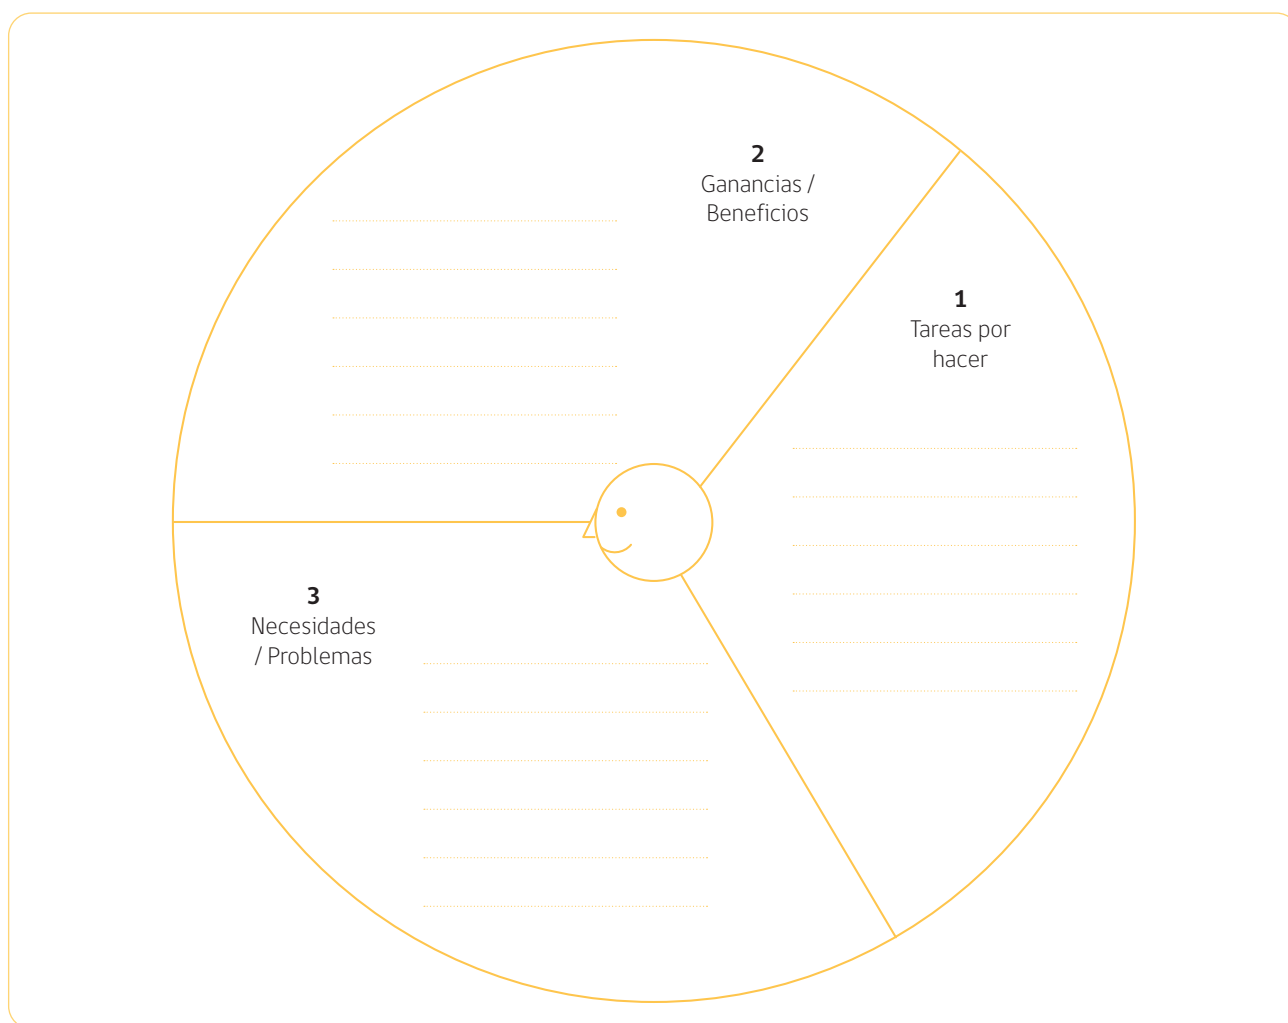 2
Ganancias /
Beneficios
1
Tareas por
hacer
3
Necesidades
/ Problemas